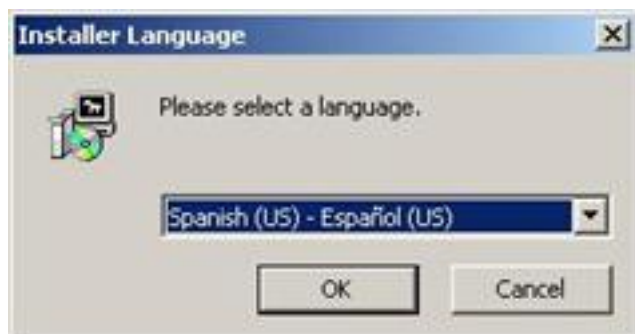 Installer Language
Please select a language.
Spanish (US) - Español (US)
OK
Cancel